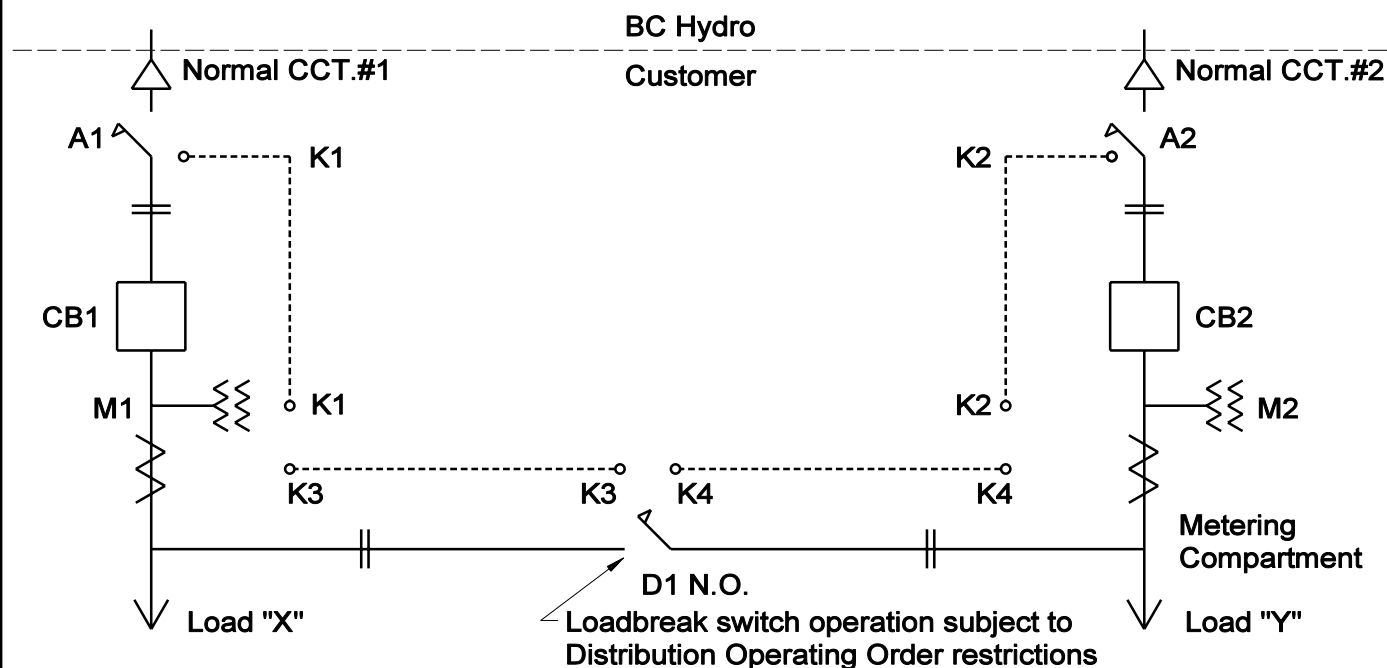 BC Hydro
Normal CCT.#1
Customer
Normal CCT.#2
A1
K1
K2
A2
CB1
CB2
M1
K1
K2
M2
K3
K3
K4
K4
Metering
Compartment
D1 N.O.
Load "X"
Loadbreak switch operation subject to
Distribution Operating Order restrictions
Load "Y"